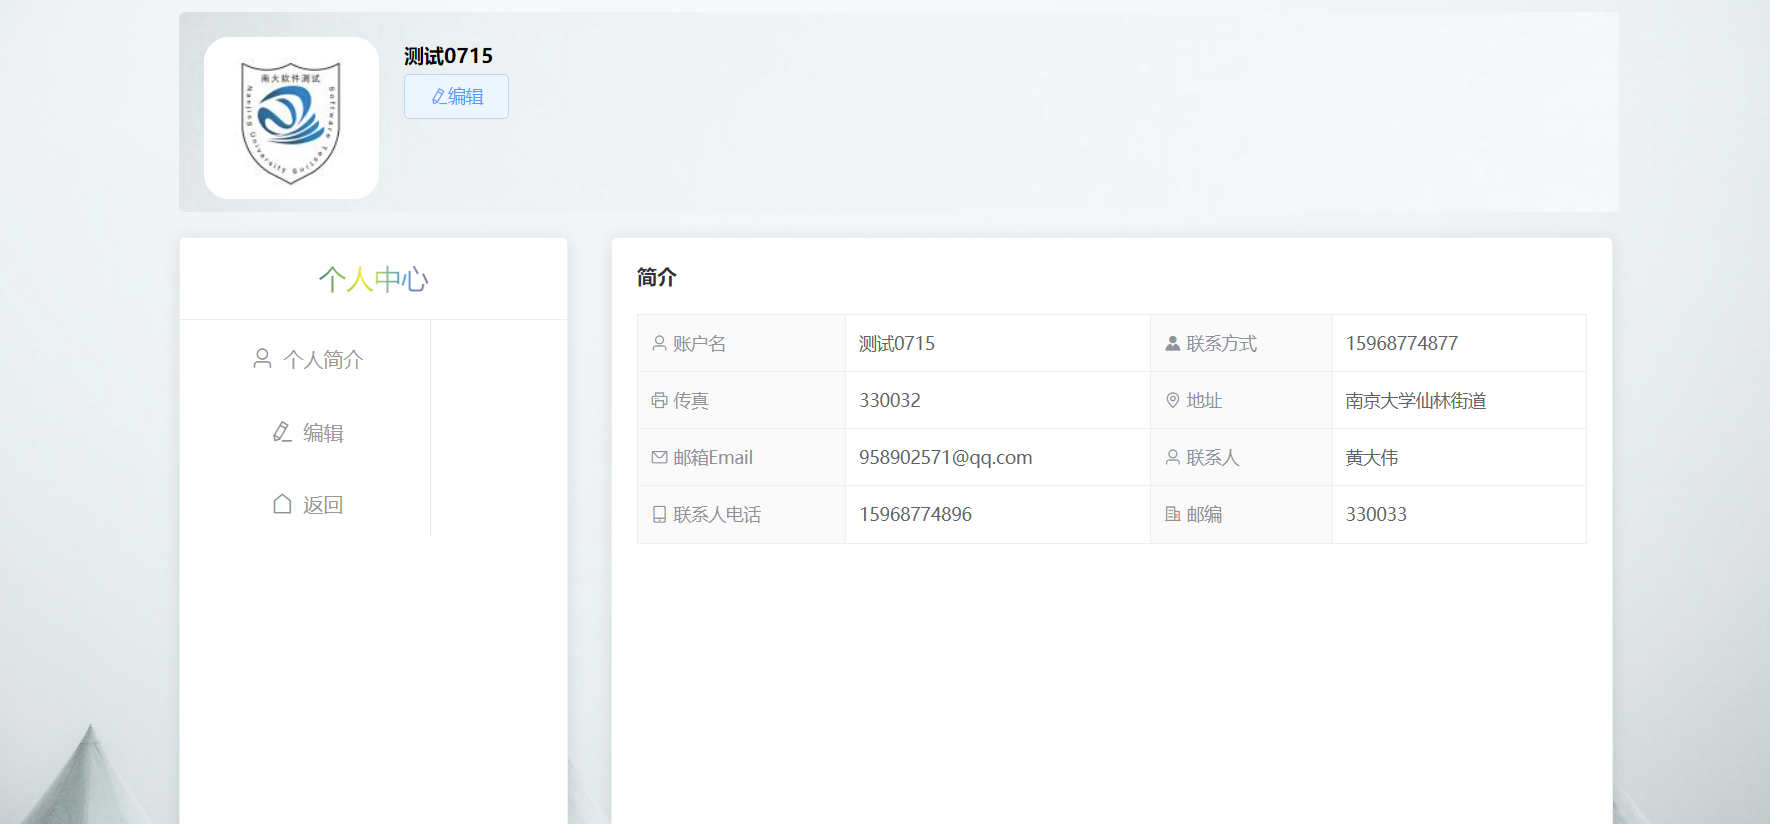 南大软件测试
Nanjing University Software Testing
测试0715
编辑
个人中心
个人简介
编辑
返回
简介
账户名 测试0715 联系方式 15968774877
传真 330032 地址 南京大学仙林街道
邮箱Email 958902571@qq.com 联系人 黄大伟
联系人电话 15968774896 邮编 330033